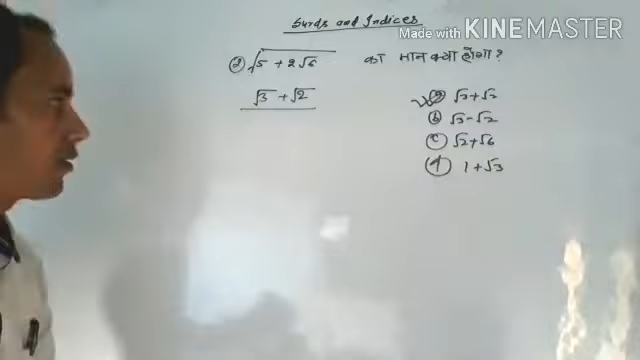 Surds and Indices
Made with KINEMASTER
② √5 + 2√6 का मान क्या होगा?
√3 + √2
ⓐ √3 + √2
ⓑ √3 - √2
ⓒ √2 + √6
ⓓ 1 + √3